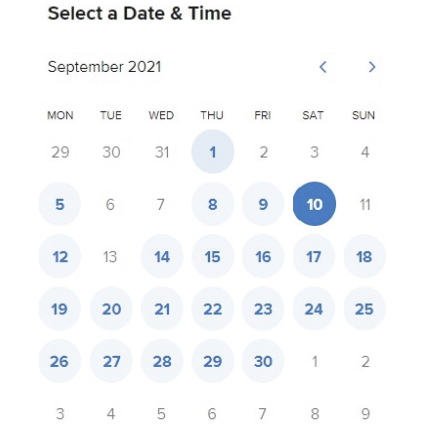 Select a Date & Time
September 2021
MON TUE WED THU FRI SAT SUN
29 30 31 1 2 3 4
5 6 7 8 9 10 11
12 13 14 15 16 17 18
19 20 21 22 23 24 25
26 27 28 29 30 1 2
3 4 5 6 7 8 9